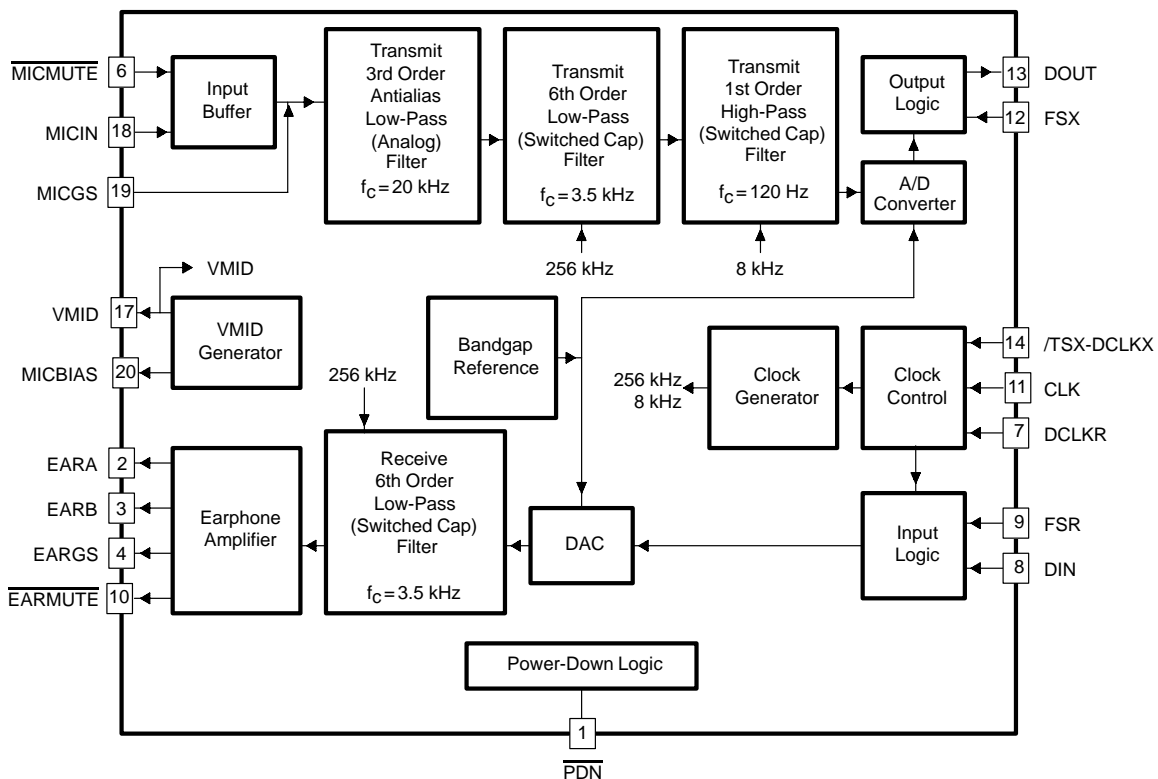 MICMUTE
6
MICIN
18
MICGS
19
Input
Buffer
Transmit
3rd Order
Antialias
Low-Pass
(Analog)
Filter
fC = 20 kHz
Transmit
6th Order
Low-Pass
(Switched Cap)
Filter
fC = 3.5 kHz
256 kHz
Transmit
1st Order
High-Pass
(Switched Cap)
Filter
fC = 120 Hz
8 kHz
Output
Logic
A/D
Converter
13
DOUT
12
FSX
VMID
VMID
17
MICBIAS
20
VMID
Generator
Bandgap
Reference
256 kHz
8 kHz
Clock
Generator
Clock
Control
14
/TSX-DCLKX
11
CLK
7
DCLKR
256 kHz
EARA
2
EARB
3
EARGS
4
EARMUTE
10
Earphone
Amplifier
Receive
6th Order
Low-Pass
(Switched Cap)
Filter
fC = 3.5 kHz
DAC
Input
Logic
9
FSR
8
DIN
Power-Down Logic
1
PDN